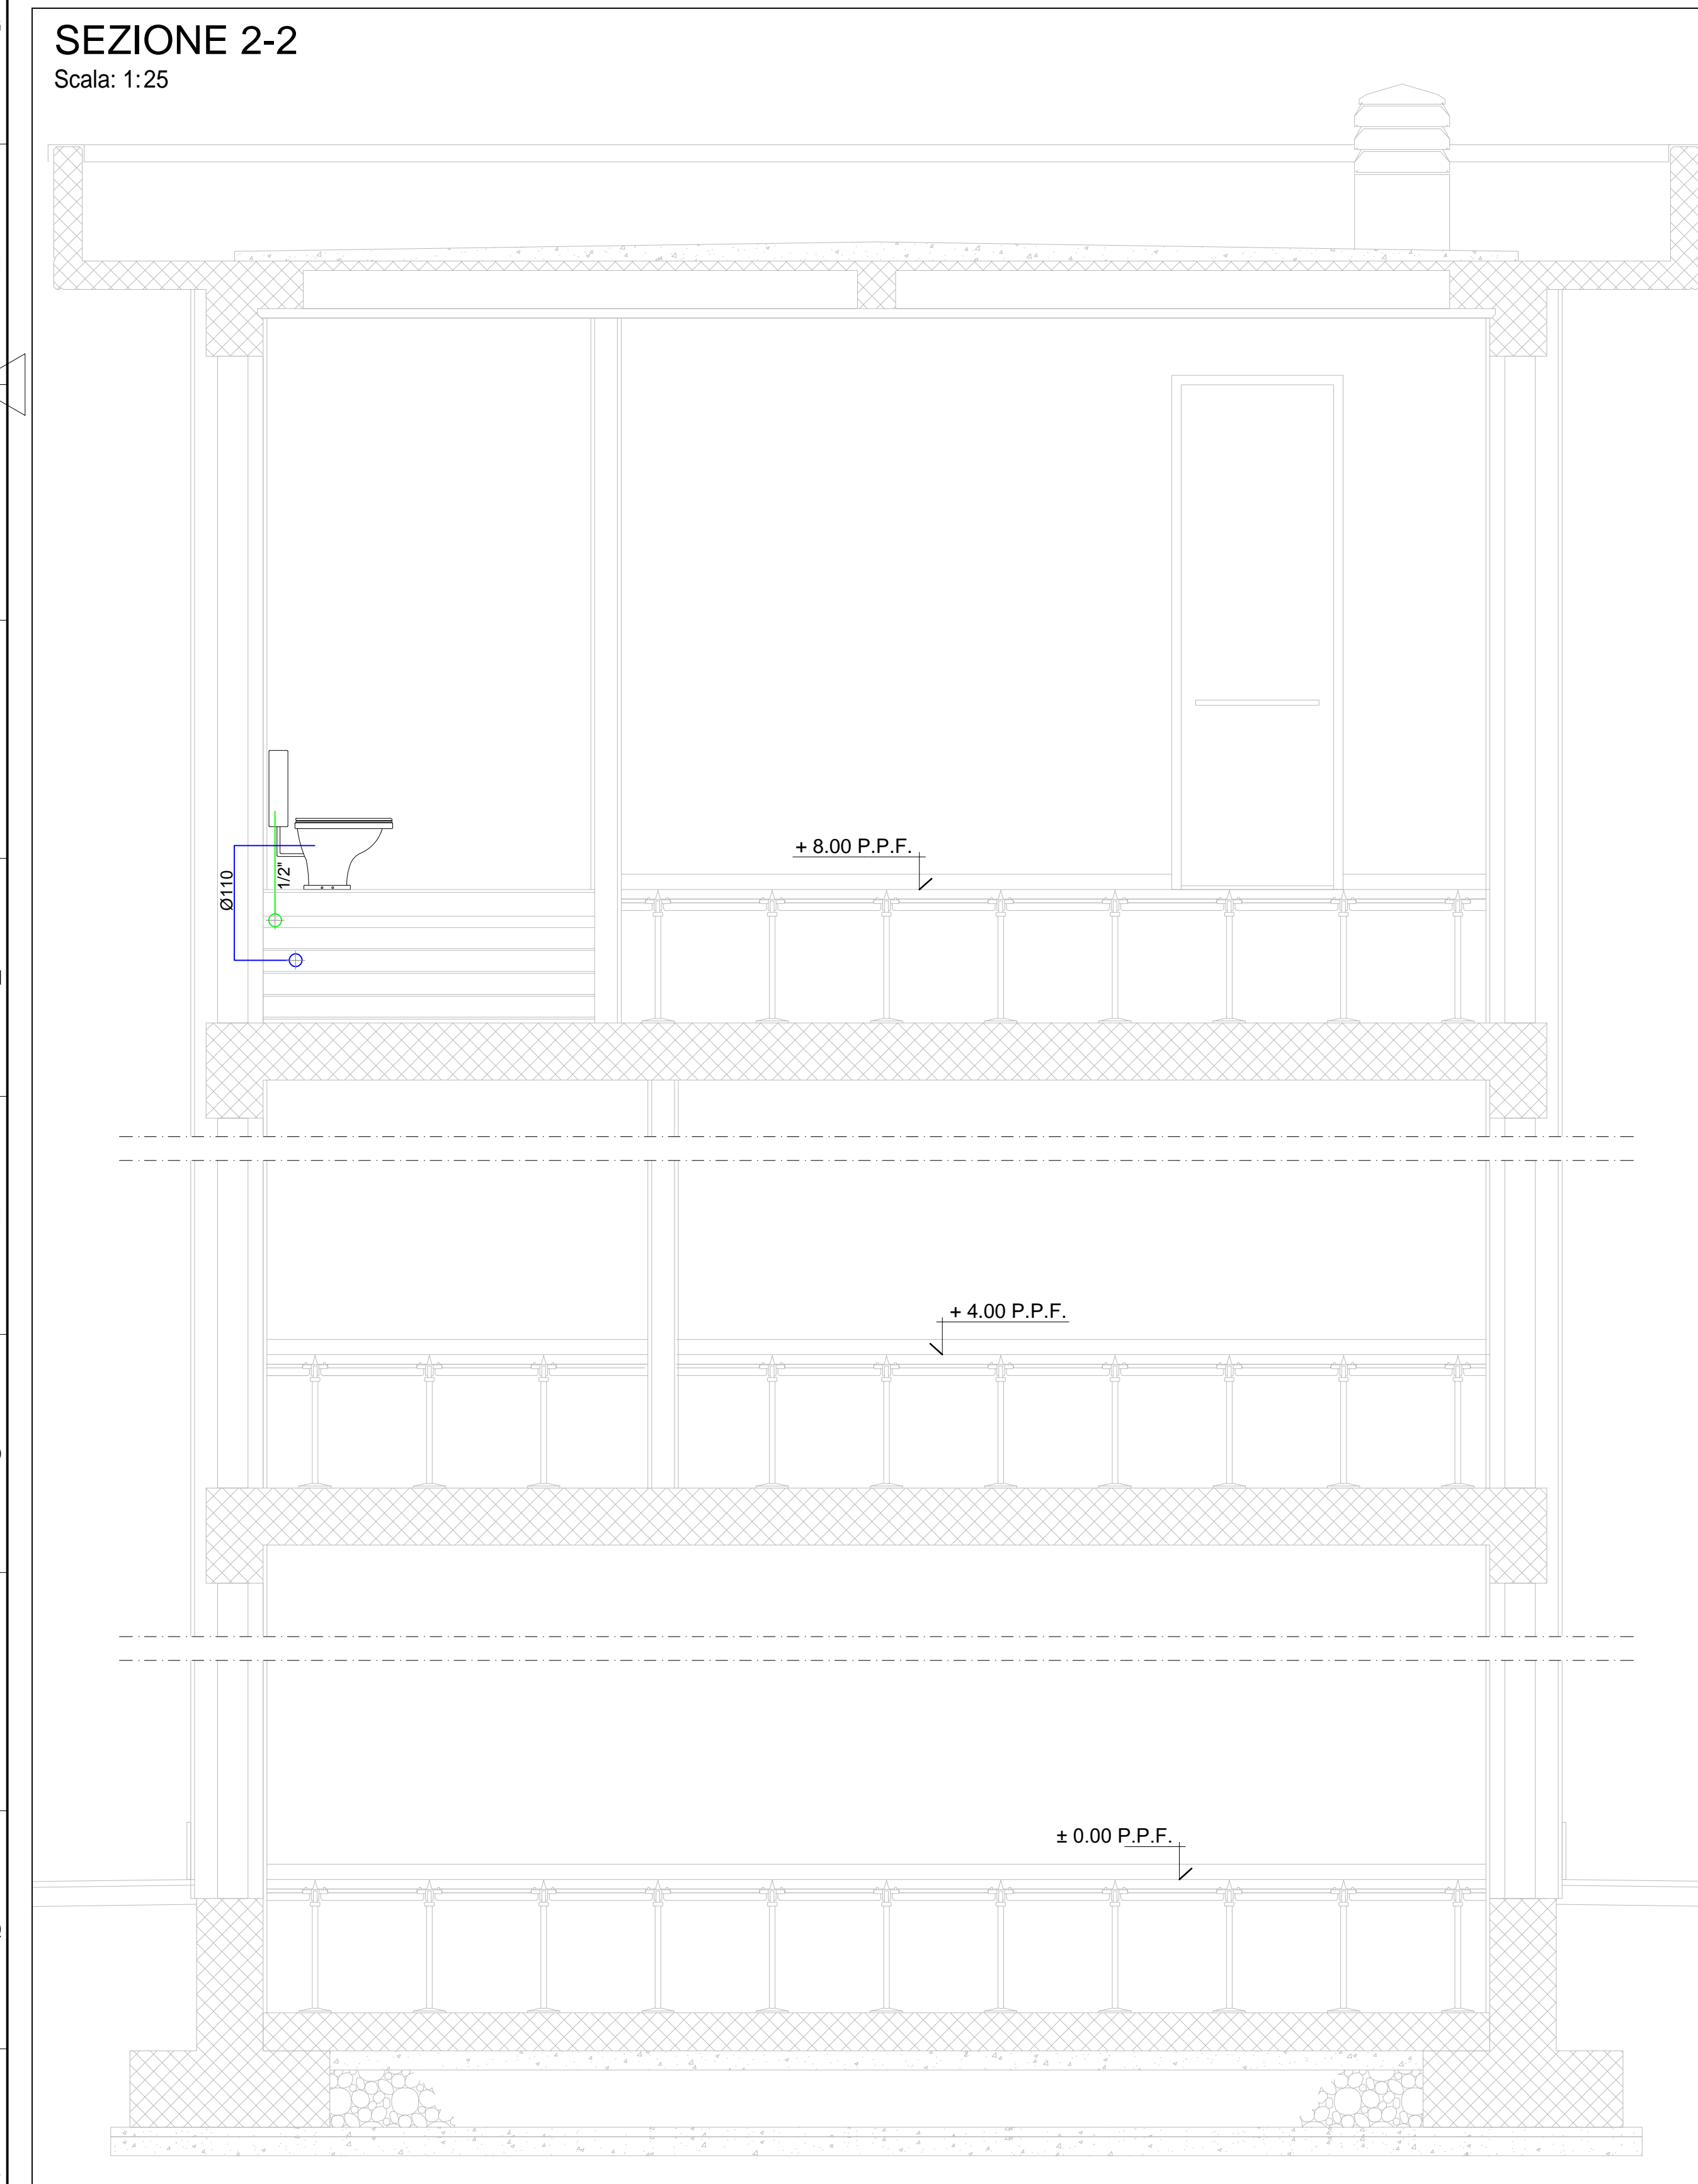 SEZIONE 2-2
Scala: 1:25
+ 8.00 P.P.F.
1/2"
Ø110
+ 4.00 P.P.F.
± 0.00 P.P.F.